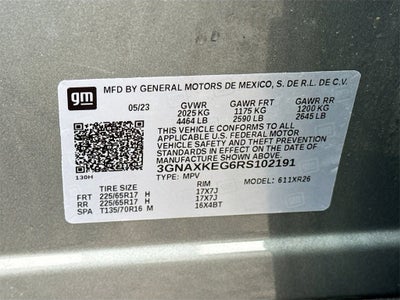 gm
MFD BY GENERAL MOTORS DE MEXICO, S. DE R.L. DE C.V.
05/23 GVWR GAWR FRT GAWR RR
2025 KG 1175 KG 1200 KG
4464 LB 2590 LB 2645 LB
THIS VEHICLE CONFORMS TO ALL
APPLICABLE U.S. FEDERAL MOTOR
VEHICLE SAFETY AND THEFT PREVENTION
STANDARDS IN EFFECT ON THE DATE OF
MANUFACTURE SHOWN ABOVE.
3GNAXKEG6RS102191
130H TYPE: MPV MODEL: 611XR26
TIRE SIZE RIM
FRT 225/65R17 H 17X7J
RR 225/65R17 H 17X7J
SPA T135/70R16 M 16X4BT